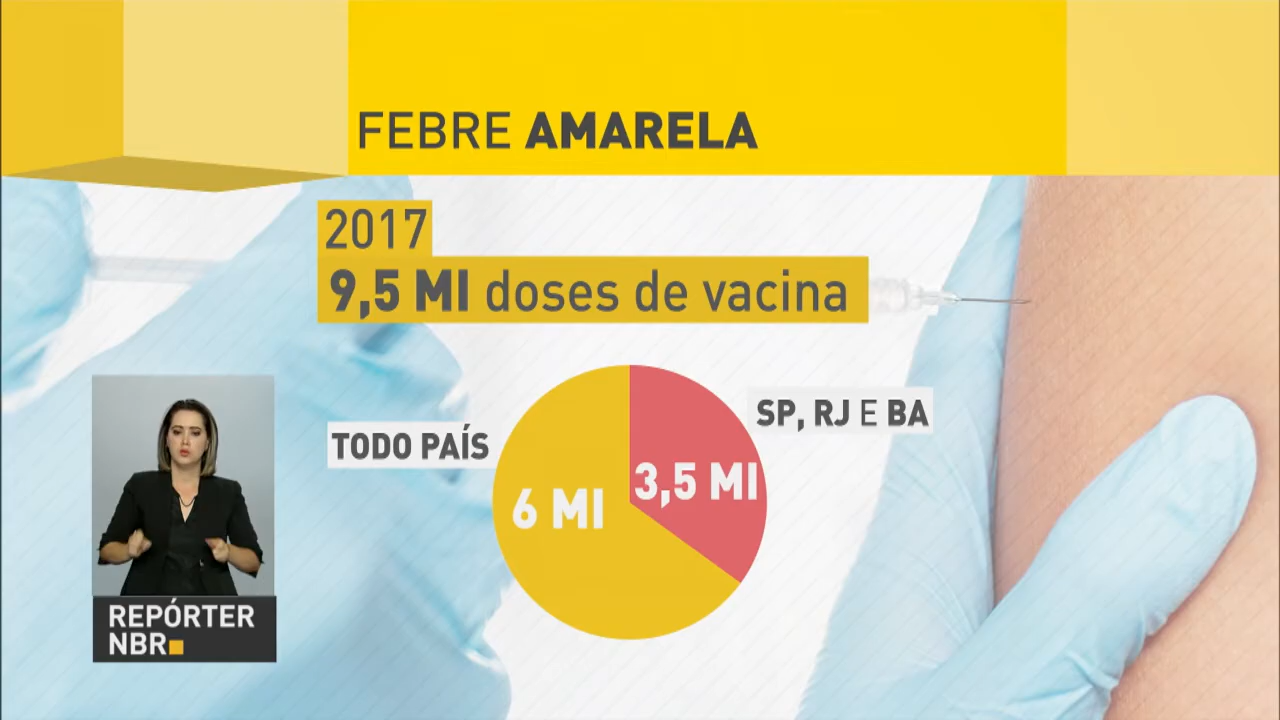 FEBRE AMARELA
2017
9,5 MI doses de vacina
TODO PAÍS
SP, RJ E BA
6 MI
3,5 MI
REPÓRTER
NBR